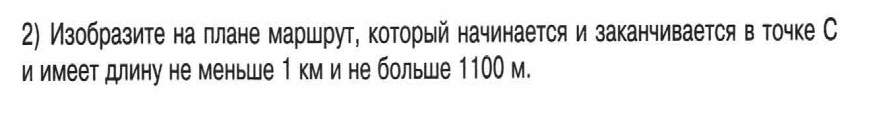 2) Изобразите на плане маршрут, который начинается и заканчивается в точке С
и имеет длину не меньше 1 км и не больше 1100 м.